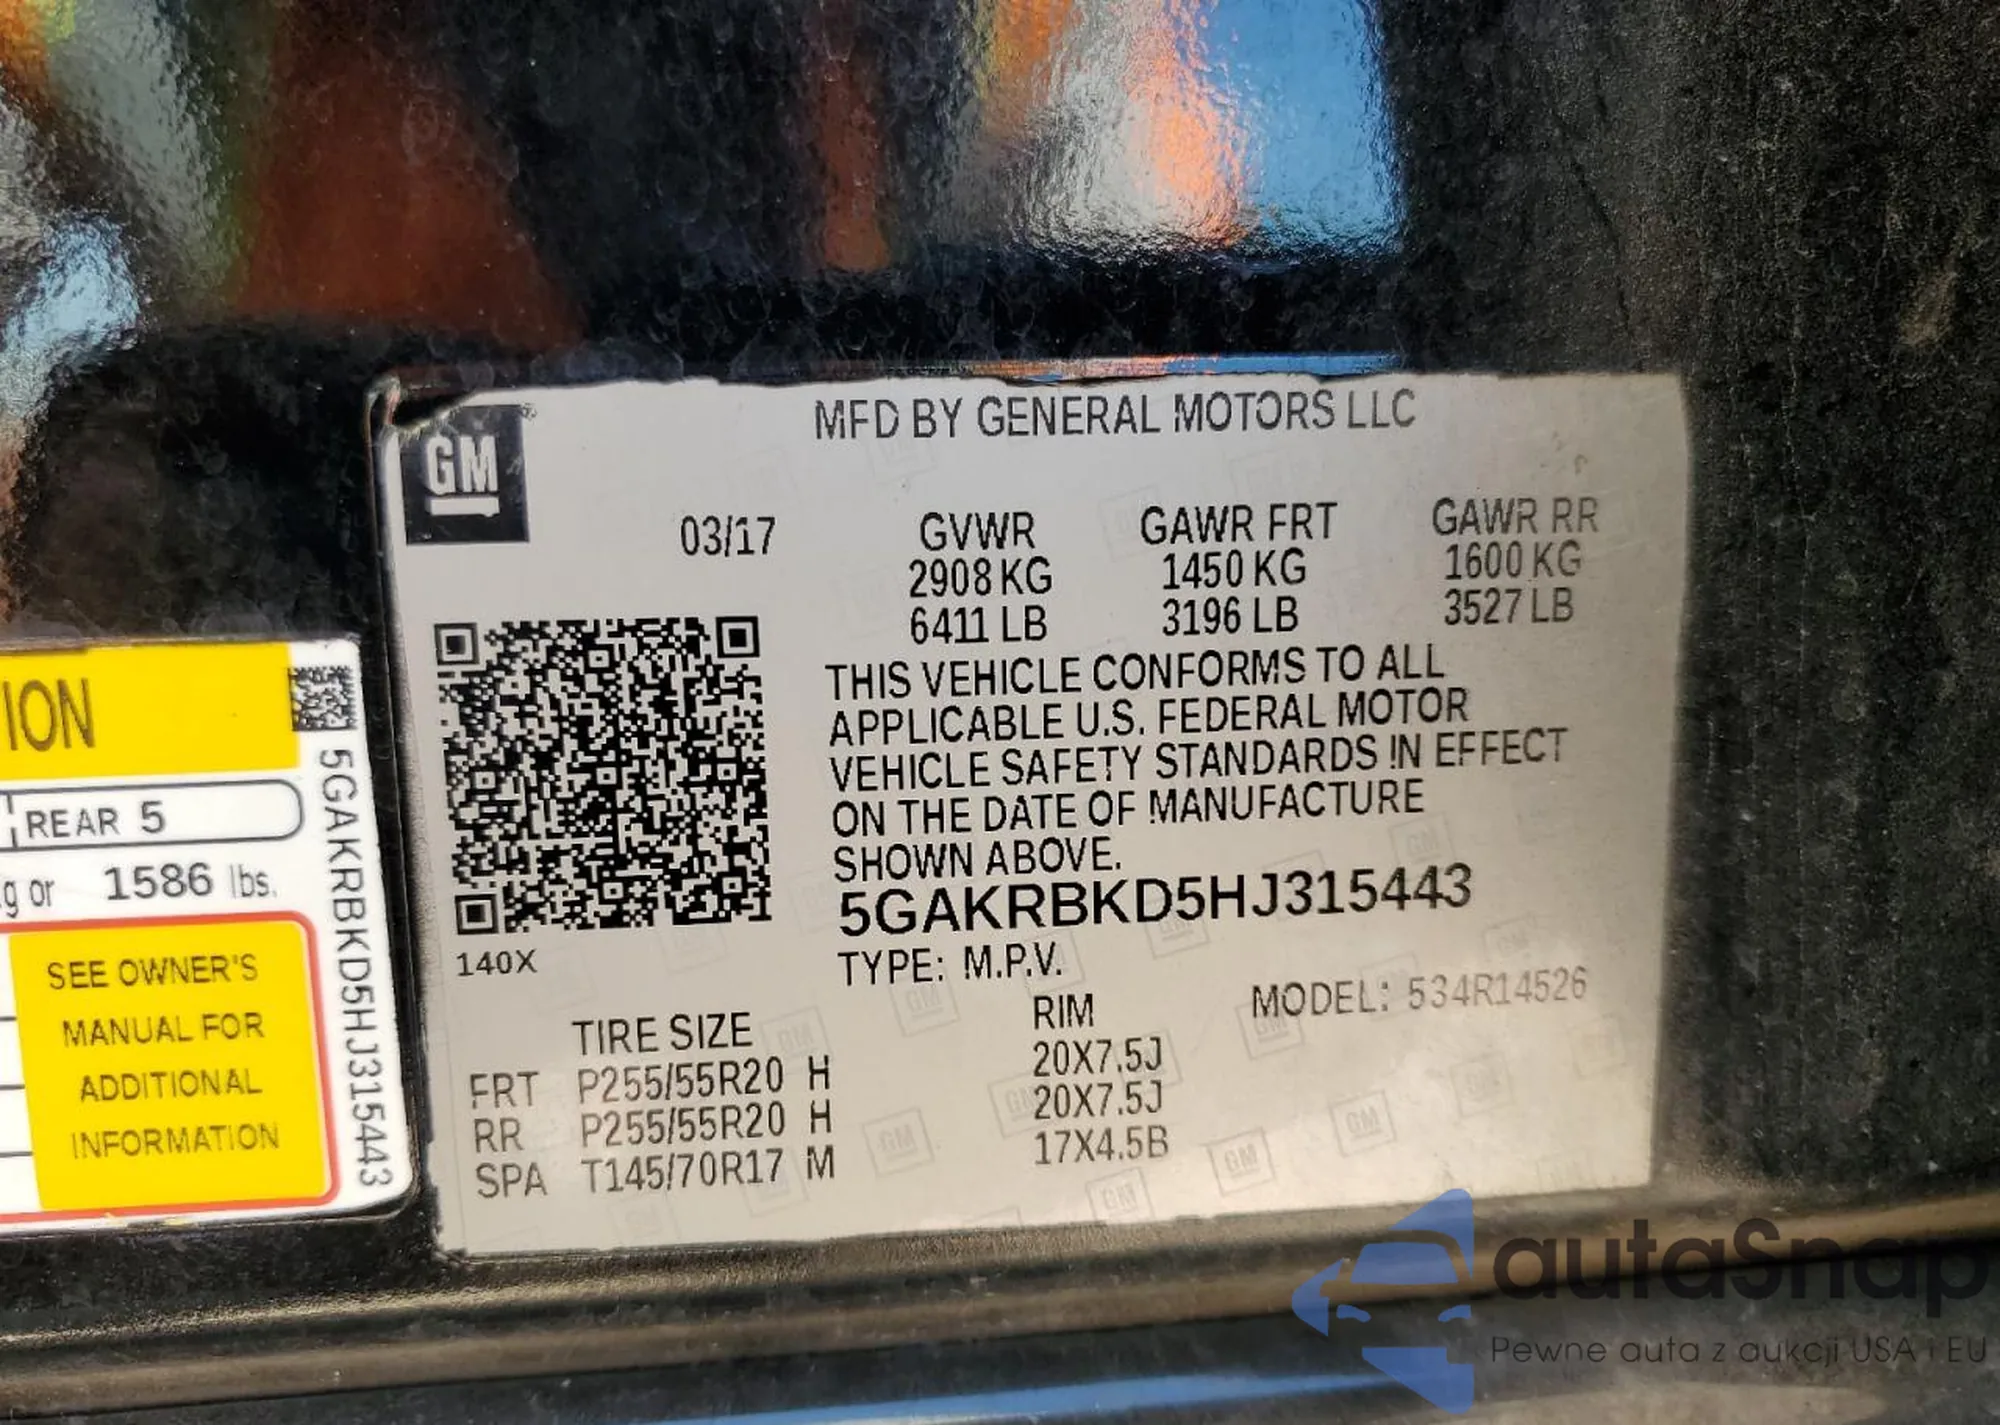 MFD BY GENERAL MOTORS LLC
GM
03/17
GVWR GAWR FRT GAWR RR
2908 KG 1450 KG 1600 KG
6411 LB 3196 LB 3527 LB
THIS VEHICLE CONFORMS TO ALL
APPLICABLE U.S. FEDERAL MOTOR
VEHICLE SAFETY STANDARDS IN EFFECT
ON THE DATE OF MANUFACTURE
SHOWN ABOVE.
5GAKRBKD5HJ315443
140X
TYPE: M.P.V.
MODEL: 534R14526
TIRE SIZE RIM
FRT P255/55R20 H 20X7.5J
RR P255/55R20 H 20X7.5J
SPA T145/70R17 M 17X4.5B
ION
REAR 5
g or 1586 lbs.
SEE OWNER'S
MANUAL FOR
ADDITIONAL
INFORMATION
5GAKRBKD5HJ315443
autaSnap
Pewne auta z aukcji USA i EU